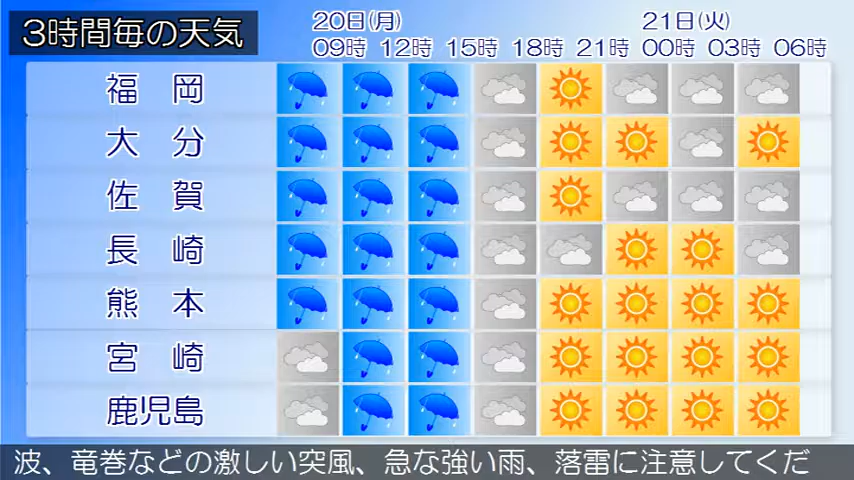 3時間毎の天気
20日(月) 21日(火)
09時 12時 15時 18時 21時 00時 03時 06時
福岡
大分
佐賀
長崎
熊本
宮崎
鹿児島
波、竜巻などの激しい突風、急な強い雨、落雷に注意してくだ